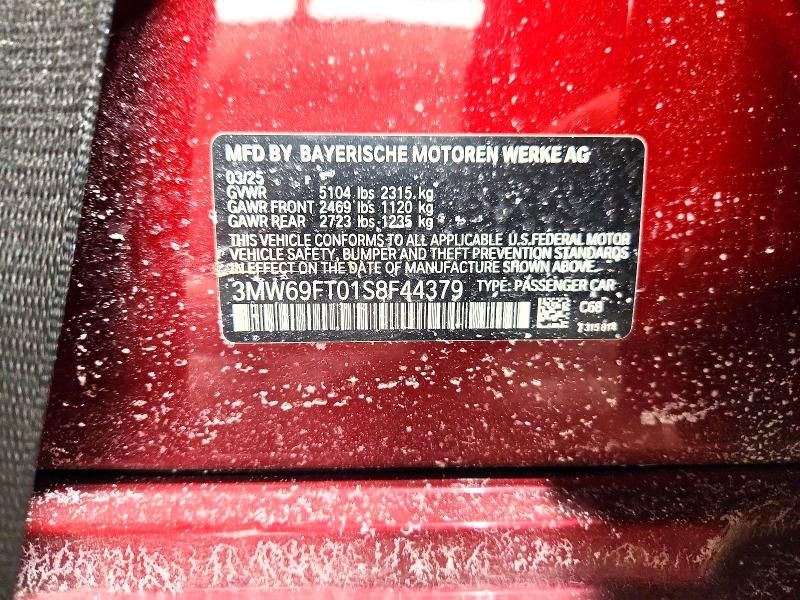 MFD BY BAYERISCHE MOTOREN WERKE AG
03/25
GVWR 5104 lbs 2315 kg
GAWR FRONT 2469 lbs 1120 kg
GAWR REAR 2723 lbs 1235 kg
THIS VEHICLE CONFORMS TO ALL APPLICABLE U.S.FEDERAL MOTOR
VEHICLE SAFETY, BUMPER AND THEFT PREVENTION STANDARDS
IN EFFECT ON THE DATE OF MANUFACTURE SHOWN ABOVE.
3MW69FT01S8F44379 TYPE: PASSENGER CAR